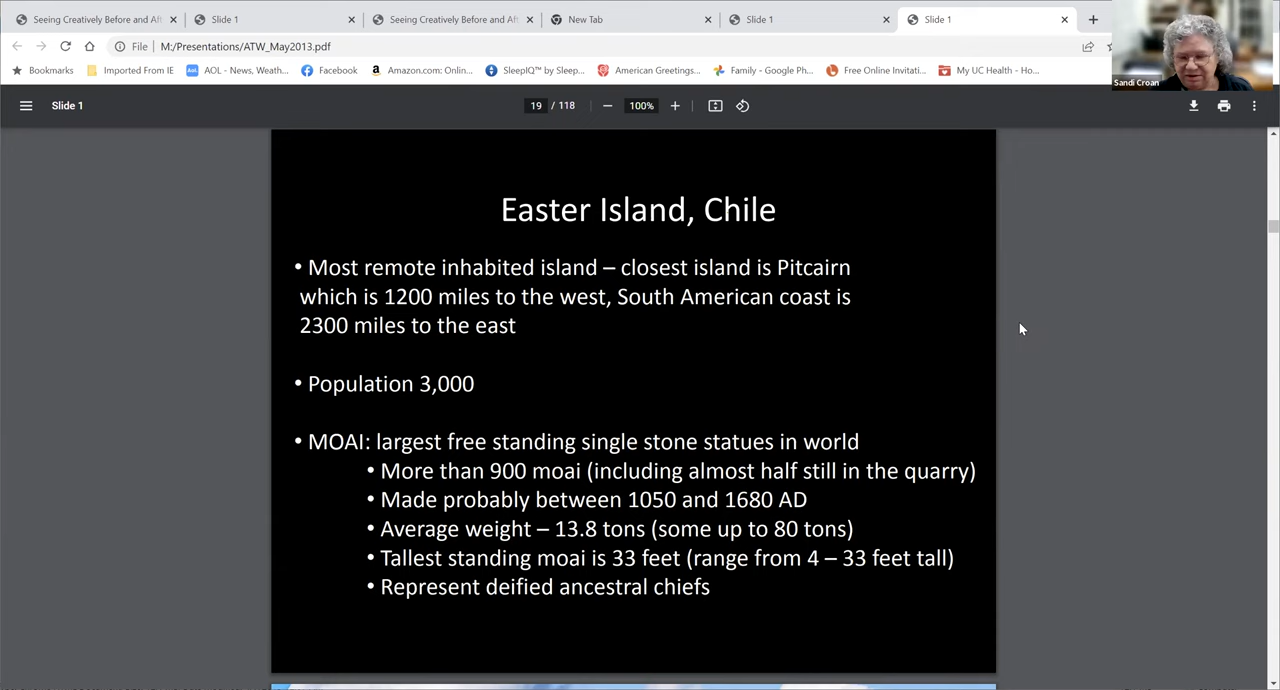 Seeing Creatively Before and Aft
Slide 1
Seeing Creatively Before and Aft
New Tab
Slide 1
Slide 1
File M:/Presentations/ATW_May2013.pdf
Bookmarks Imported From IE AOL - News, Weath... Facebook Amazon.com: Onlin... SleepIQ™ by Sleep... American Greetings... Family - Google Ph... Free Online Invitati... My UC Health - Ho...
Aol
a
Sandi Croan
Slide 1
19 / 118
100%
Easter Island, Chile
• Most remote inhabited island – closest island is Pitcairn
which is 1200 miles to the west, South American coast is
2300 miles to the east
• Population 3,000
• MOAI: largest free standing single stone statues in world
• More than 900 moai (including almost half still in the quarry)
• Made probably between 1050 and 1680 AD
• Average weight – 13.8 tons (some up to 80 tons)
• Tallest standing moai is 33 feet (range from 4 – 33 feet tall)
• Represent deified ancestral chiefs